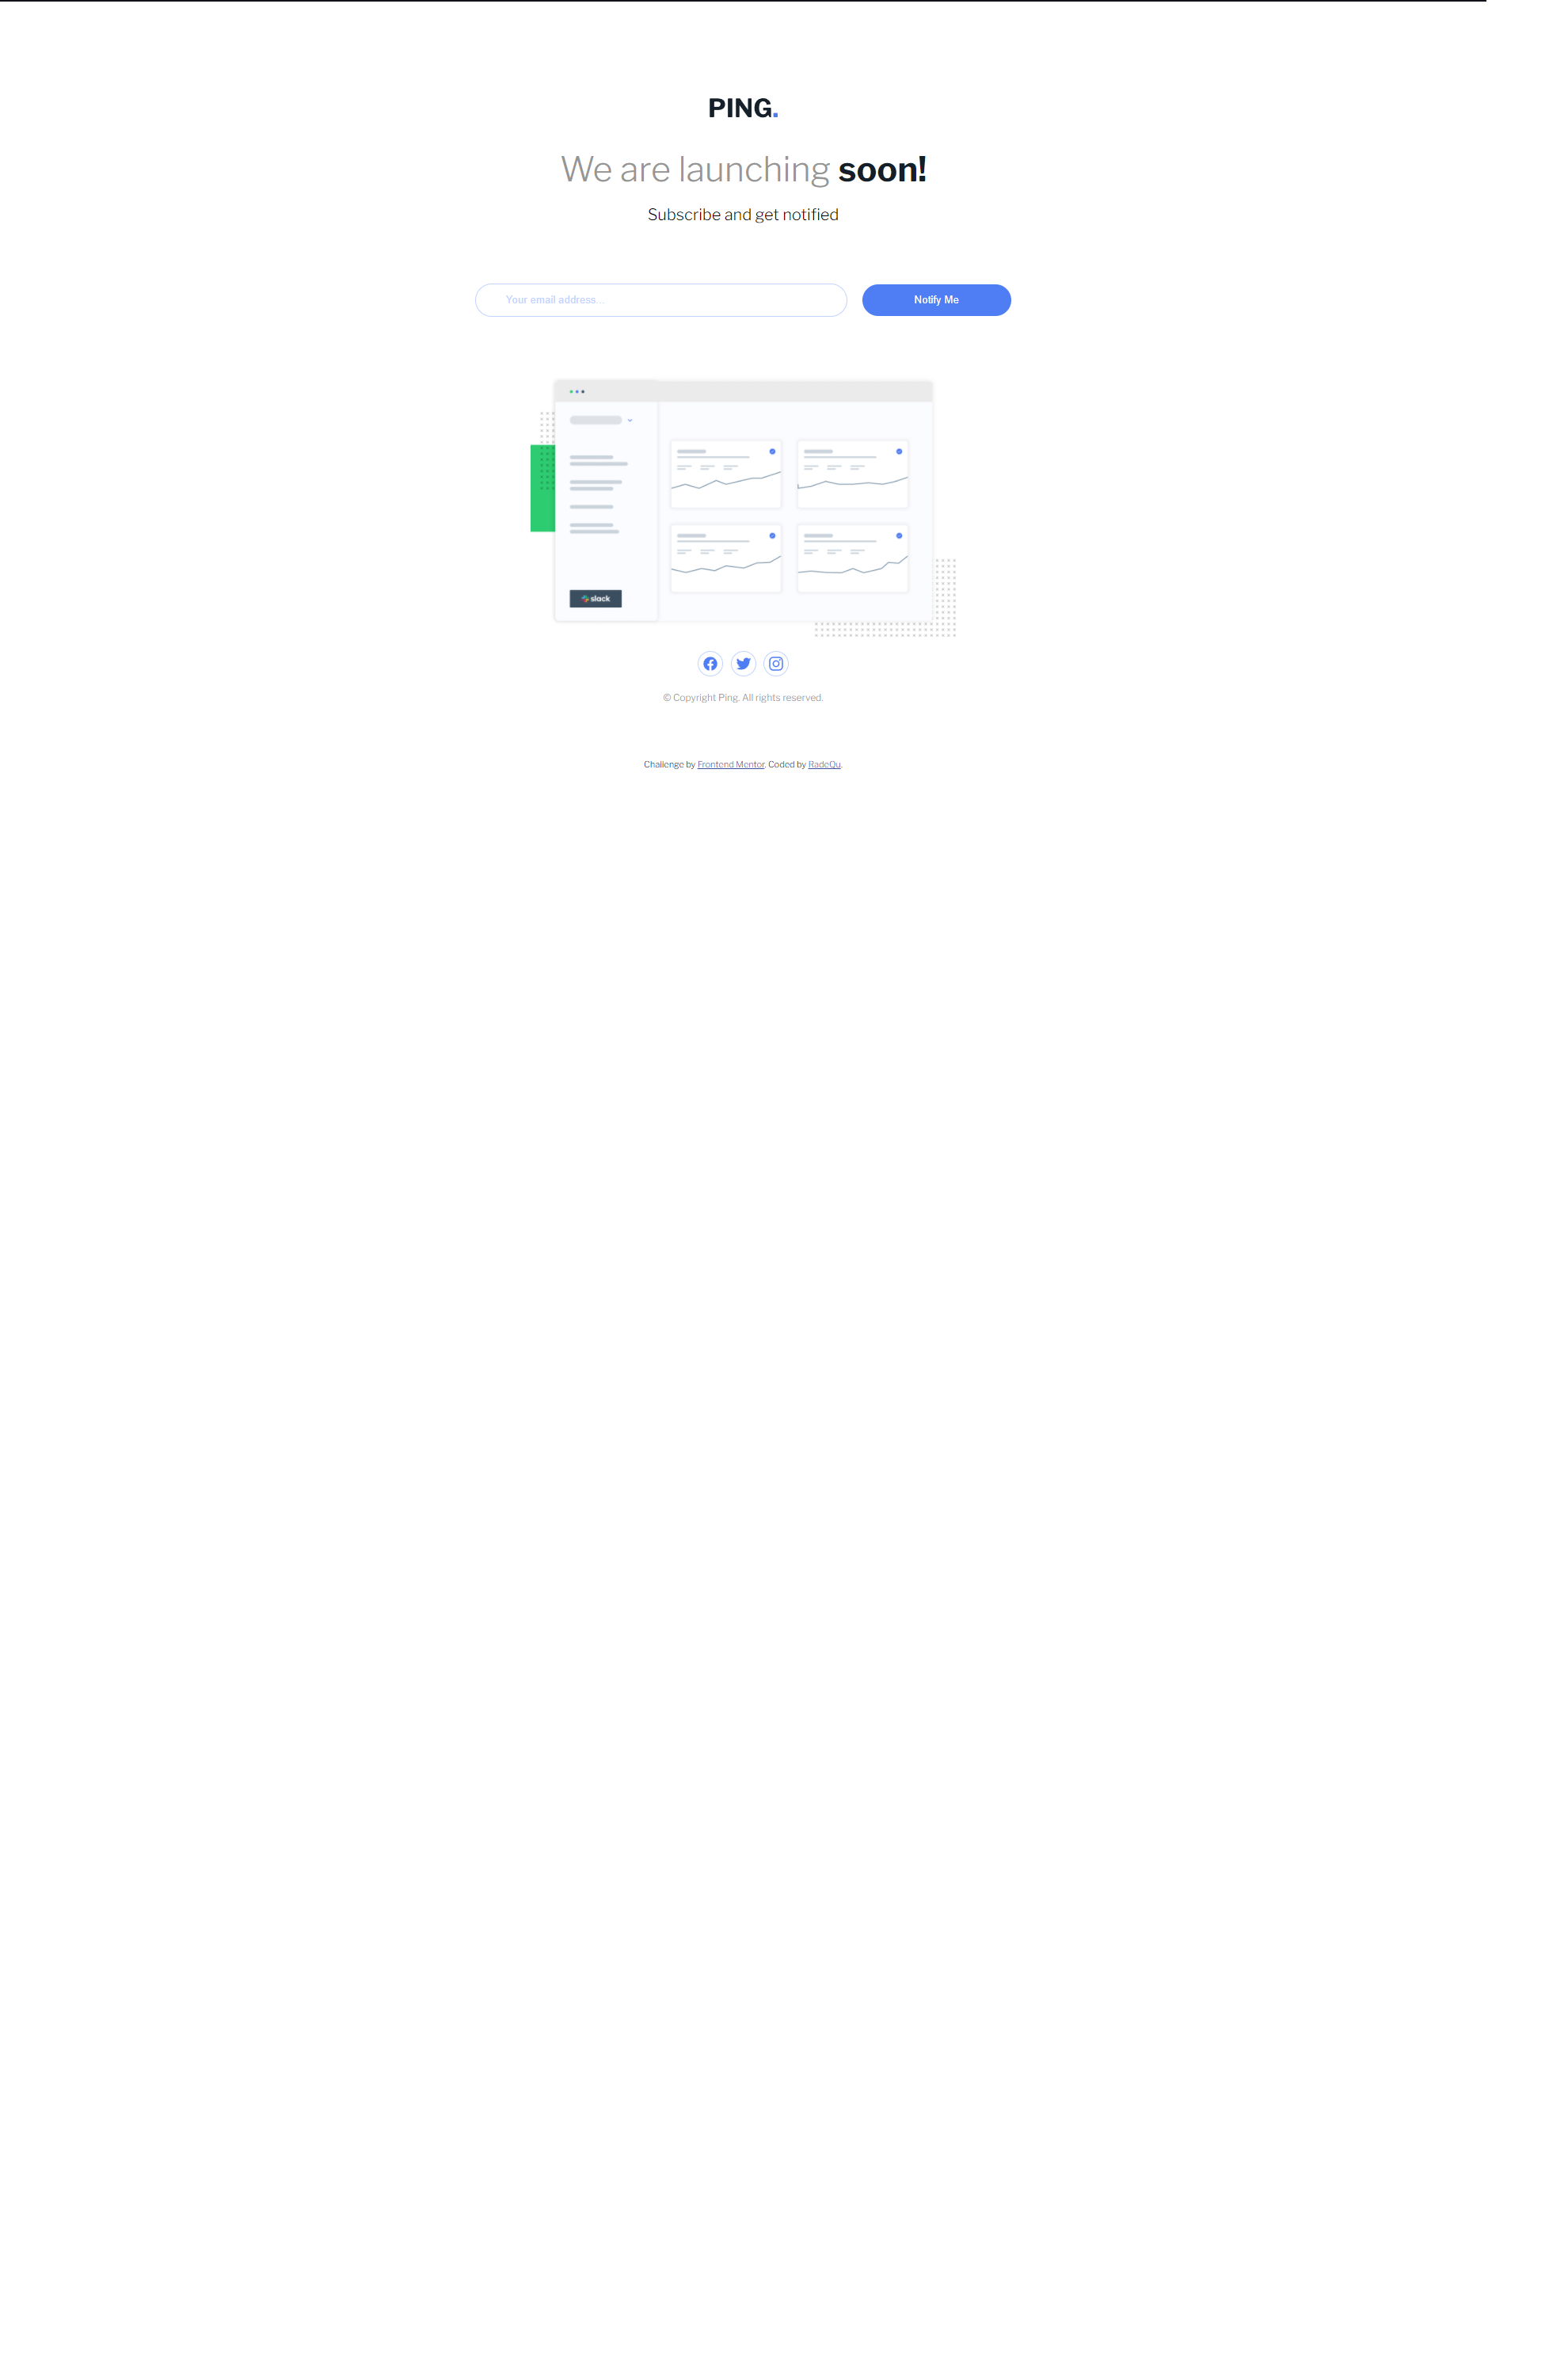 PING.
We are launching soon!
Subscribe and get notified
Your email address...
Notify Me
slack
© Copyright Ping. All rights reserved.
Challenge by Frontend Mentor. Coded by RadeQu.